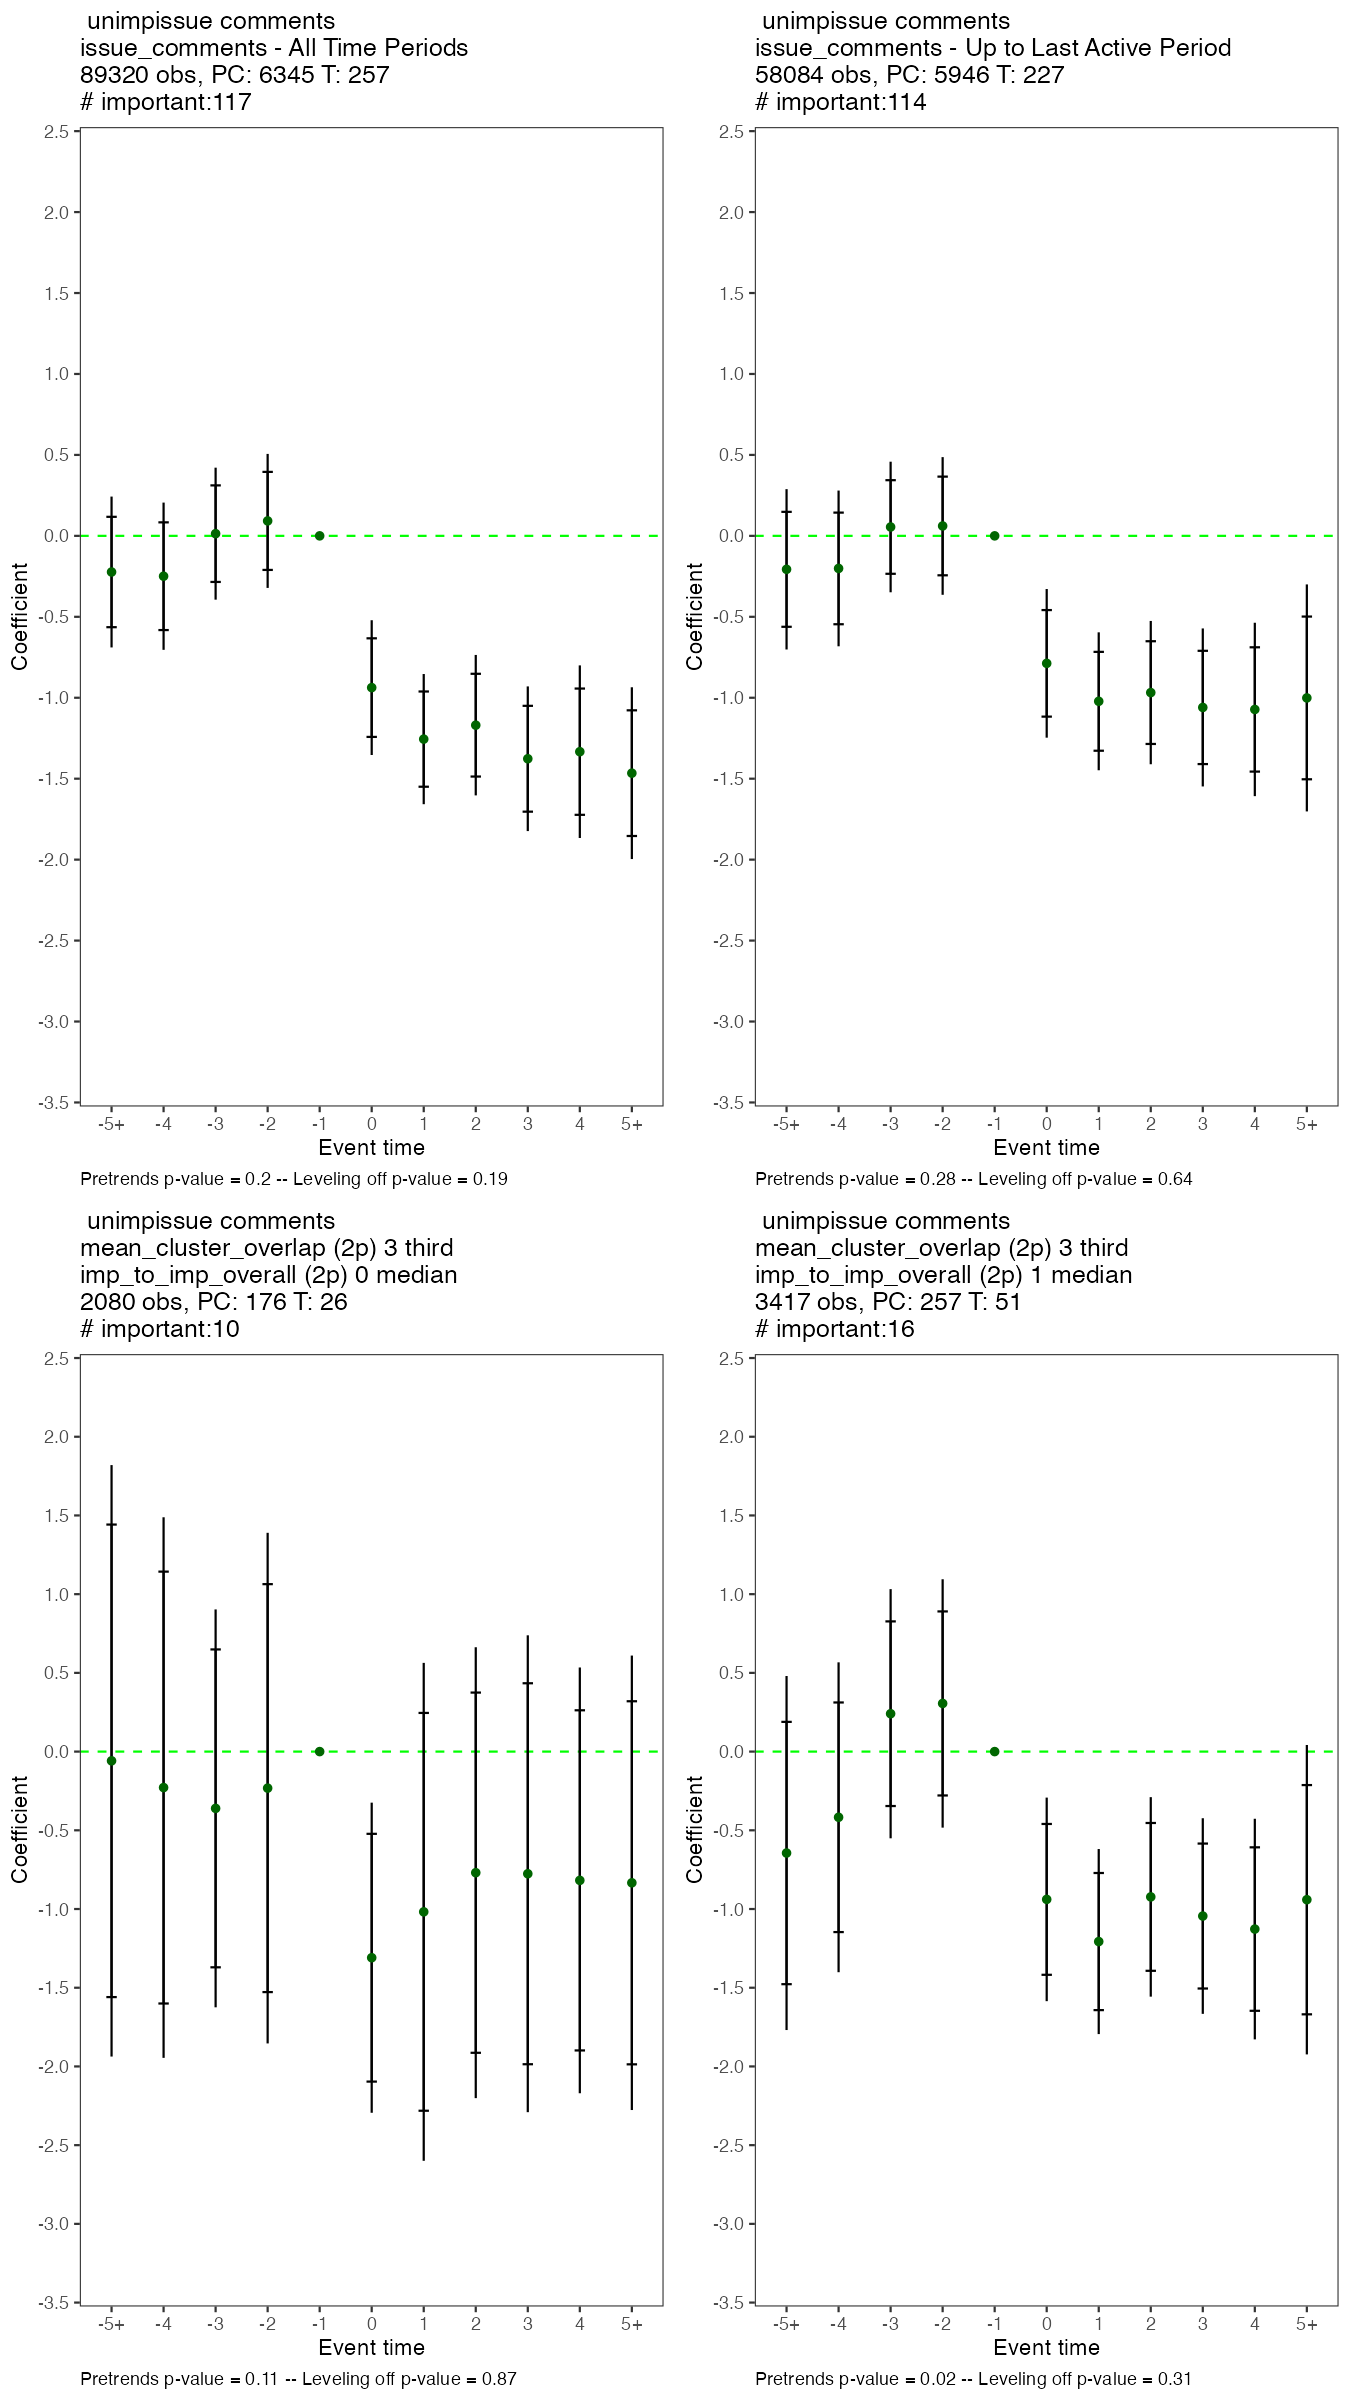 unimpissue comments
issue_comments - All Time Periods
89320 obs, PC: 6345 T: 257
# important:117
2.5
2.0
1.5
1.0
0.5
0.0
-0.5
-1.0
-1.5
-2.0
-2.5
-3.0
-3.5
Coefficient
-5+ -4 -3 -2 -1 0 1 2 3 4 5+
Event time
Pretrends p-value = 0.2 -- Leveling off p-value = 0.19
unimpissue comments
issue_comments - Up to Last Active Period
58084 obs, PC: 5946 T: 227
# important:114
2.5
2.0
1.5
1.0
0.5
0.0
-0.5
-1.0
-1.5
-2.0
-2.5
-3.0
-3.5
Coefficient
-5+ -4 -3 -2 -1 0 1 2 3 4 5+
Event time
Pretrends p-value = 0.28 -- Leveling off p-value = 0.64
unimpissue comments
mean_cluster_overlap (2p) 3 third
imp_to_imp_overall (2p) 0 median
2080 obs, PC: 176 T: 26
# important:10
2.5
2.0
1.5
1.0
0.5
0.0
-0.5
-1.0
-1.5
-2.0
-2.5
-3.0
-3.5
Coefficient
-5+ -4 -3 -2 -1 0 1 2 3 4 5+
Event time
Pretrends p-value = 0.11 -- Leveling off p-value = 0.87
unimpissue comments
mean_cluster_overlap (2p) 3 third
imp_to_imp_overall (2p) 1 median
3417 obs, PC: 257 T: 51
# important:16
2.5
2.0
1.5
1.0
0.5
0.0
-0.5
-1.0
-1.5
-2.0
-2.5
-3.0
-3.5
Coefficient
-5+ -4 -3 -2 -1 0 1 2 3 4 5+
Event time
Pretrends p-value = 0.02 -- Leveling off p-value = 0.31